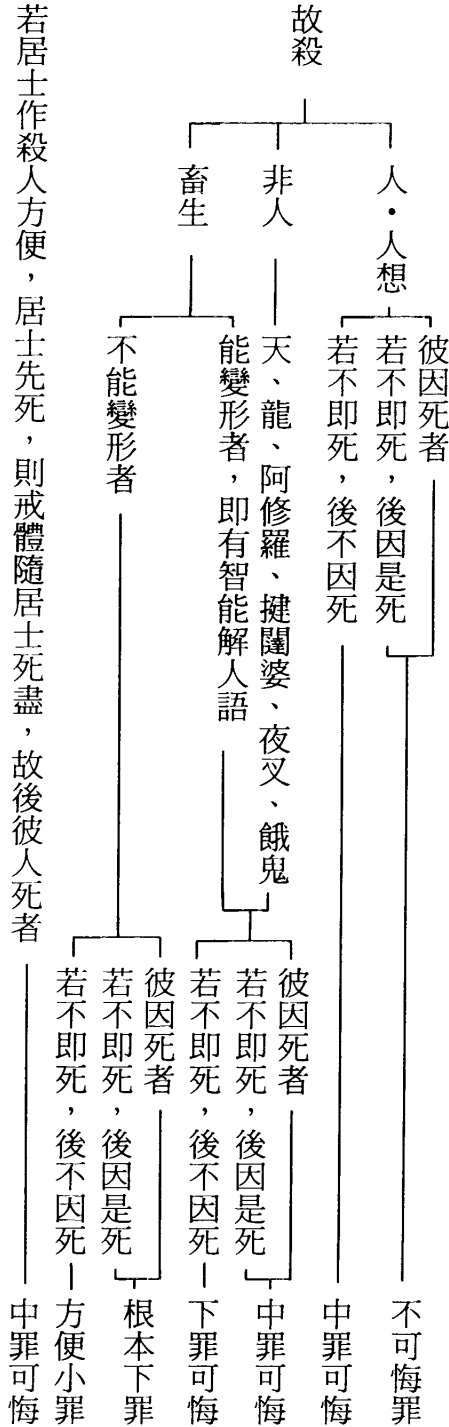 故殺
人・人想
彼因死者
若不即死，後因是死
不可悔罪
若不即死，後不因死
中罪可悔
非人
天、龍、阿修羅、揵闥婆、夜叉、餓鬼
畜生
能變形者，即有智能解人語
彼因死者
若不即死，後因是死
中罪可悔
若不即死，後不因死
下罪可悔
不能變形者
彼因死者
若不即死，後因是死
根本下罪
若不即死，後不因死
方便小罪
若居士作殺人方便，居士先死，則戒體隨居士死盡，故後彼人死者
中罪可悔